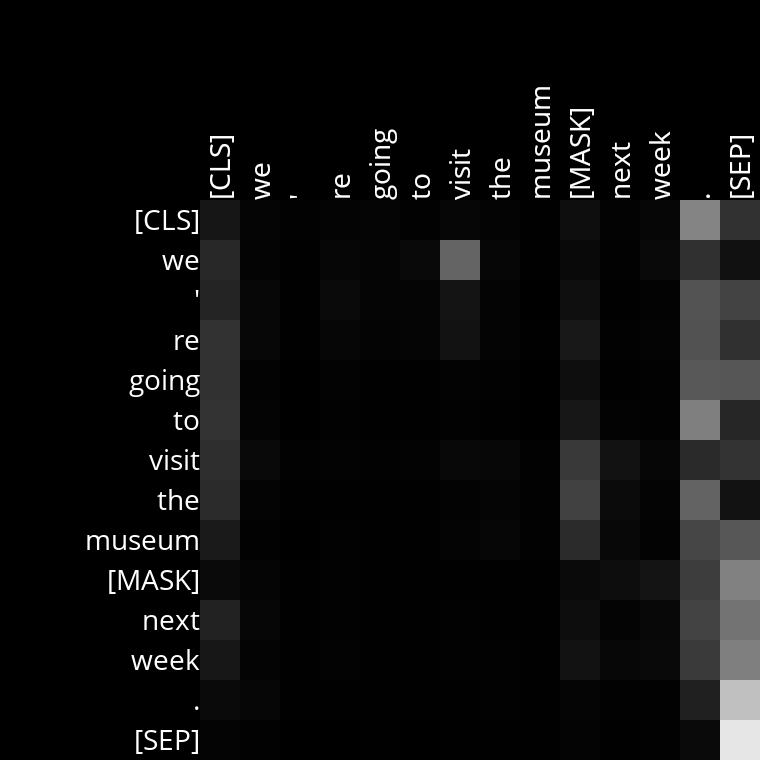 [CLS] we ' re going to visit the museum [MASK] next week . [SEP]
[CLS]
we
'
re
going
to
visit
the
museum
[MASK]
next
week
.
[SEP]